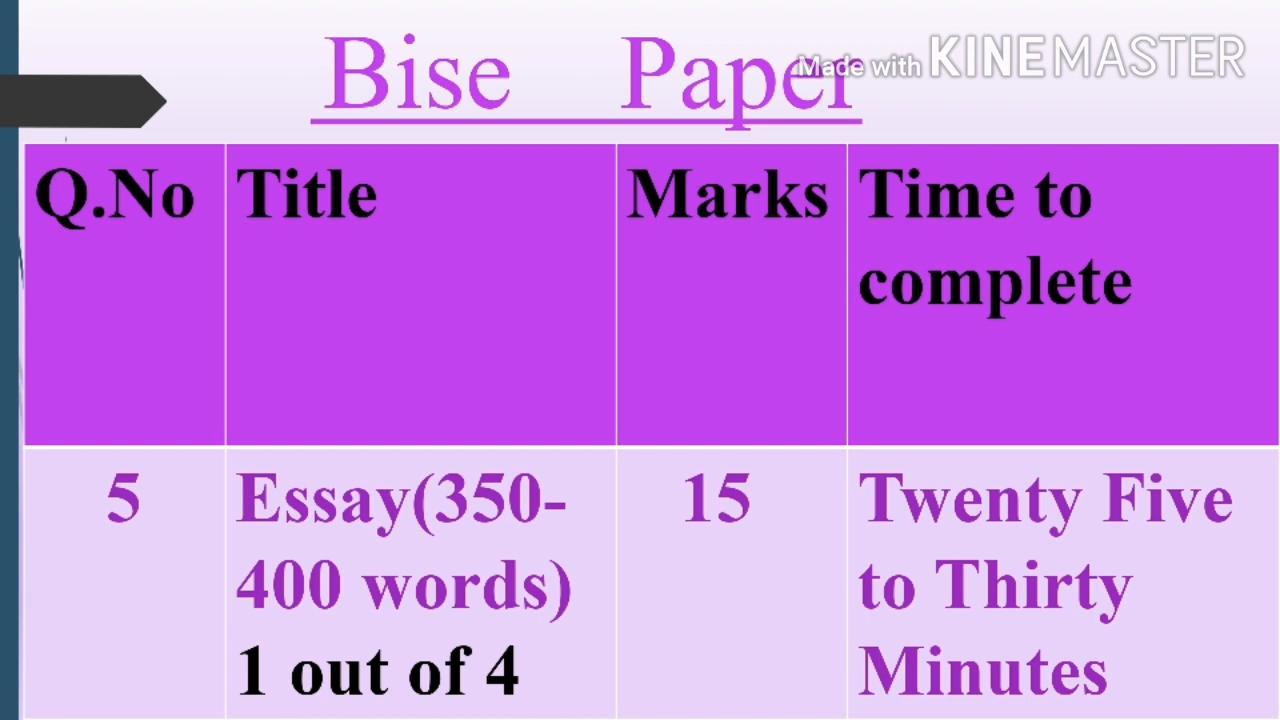 Bise Paper
Made with KINEMASTER
Q.No Title Marks Time to
complete
5 Essay(350- 15 Twenty Five
400 words) to Thirty
1 out of 4 Minutes